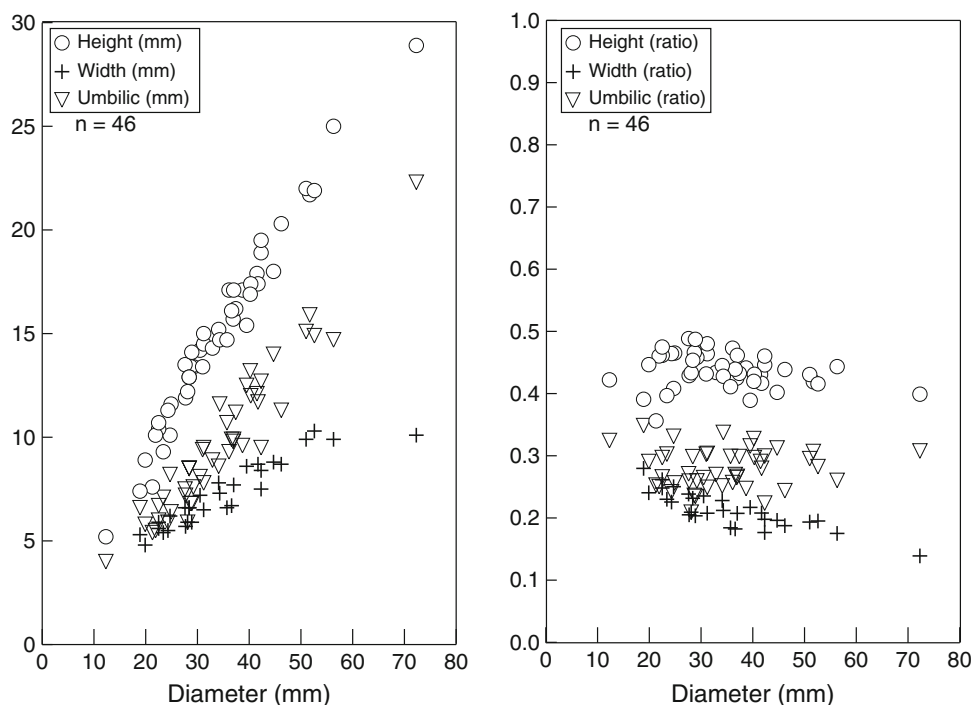 30
25
20
15
10
5
0
Height (mm)
Width (mm)
Umbilic (mm)
n = 46
0 10 20 30 40 50 60 70 80
Diameter (mm)
1.0
0.9
0.8
0.7
0.6
0.5
0.4
0.3
0.2
0.1
0.0
Height (ratio)
Width (ratio)
Umbilic (ratio)
n = 46
0 10 20 30 40 50 60 70 80
Diameter (mm)